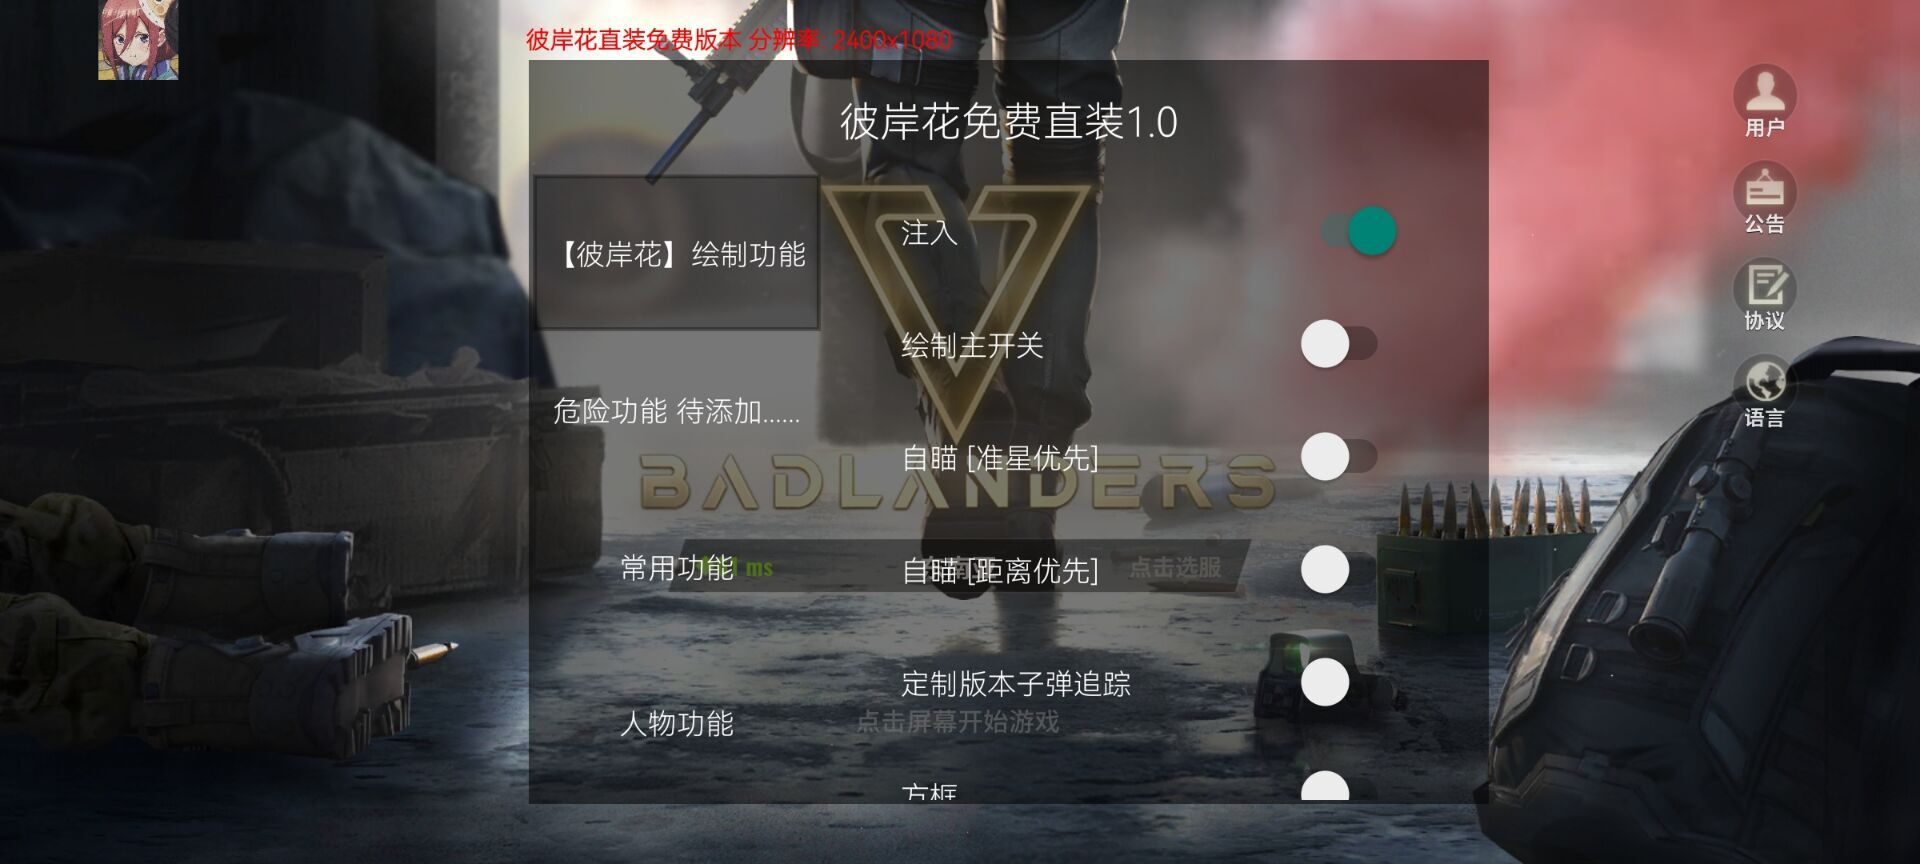 彼岸花直装免费版本 分辨率: 2400x1080
彼岸花免费直装1.0
用户
公告
协议
语言
【彼岸花】绘制功能
注入
绘制主开关
危险功能 待添加......
自瞄 [准星优先]
BADLANDERS
常用功能
ms
自瞄 [距离优先]
点击选服
定制版本子弹追踪
人物功能
点击屏幕开始游戏
方框